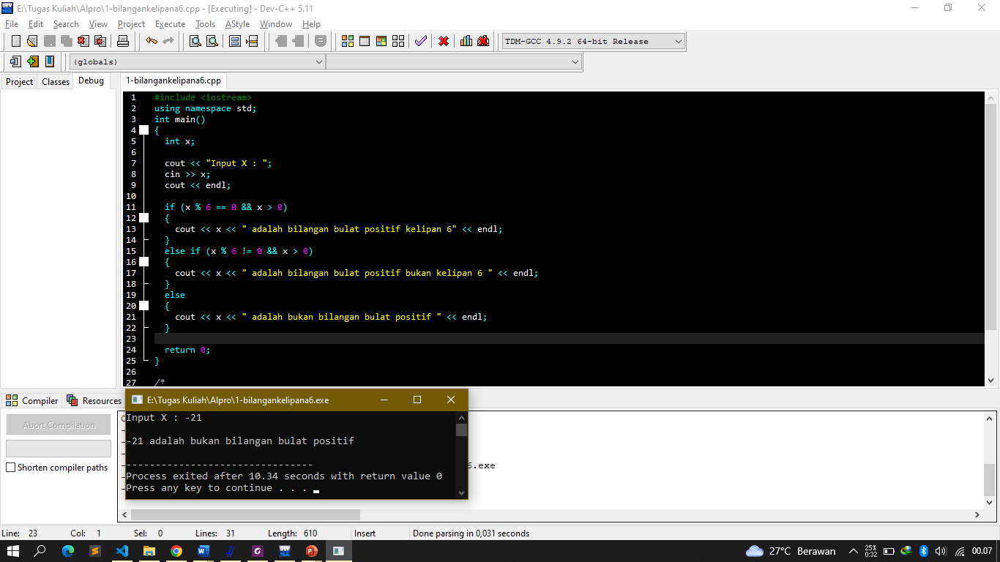 E:\Tugas Kuliah\Alpro\1-bilangankelipana6.cpp - [Executing] - Dev-C++ 5.11
File Edit Search View Project Execute Tools AStyle Window Help
TDM-GCC 4.9.2 64-bit Release
(globals)
Project Classes Debug
1-bilangankelipana6.cpp
1 #include <iostream>
2 using namespace std;
3 int main()
4 {
5 int x;
6
7 cout << "Input X : ";
8 cin >> x;
9 cout << endl;
10
11 if (x % 6 == 0 && x > 0)
12 {
13 cout << x << " adalah bilangan bulat positif kelipan 6" << endl;
14 }
15 else if (x % 6 != 0 && x > 0)
16 {
17 cout << x << " adalah bilangan bulat positif bukan kelipan 6 " << endl;
18 }
19 else
20 {
21 cout << x << " adalah bukan bilangan bulat positif " << endl;
22 }
23
24 return 0;
25 }
26
27 /*
Compiler Resources
Abort Compilation
Shorten compiler paths
E:\Tugas Kuliah\Alpro\1-bilangankelipana6.exe
Input X : -21
-21 adalah bukan bilangan bulat positif
--------------------------------
Process exited after 10.34 seconds with return value 0
Press any key to continue . . .
6.exe
Line: 23 Col: 1 Sel: 0 Lines: 31 Length: 610 Insert Done parsing in 0,031 seconds
27°C Berawan 25% 0:32 00.07